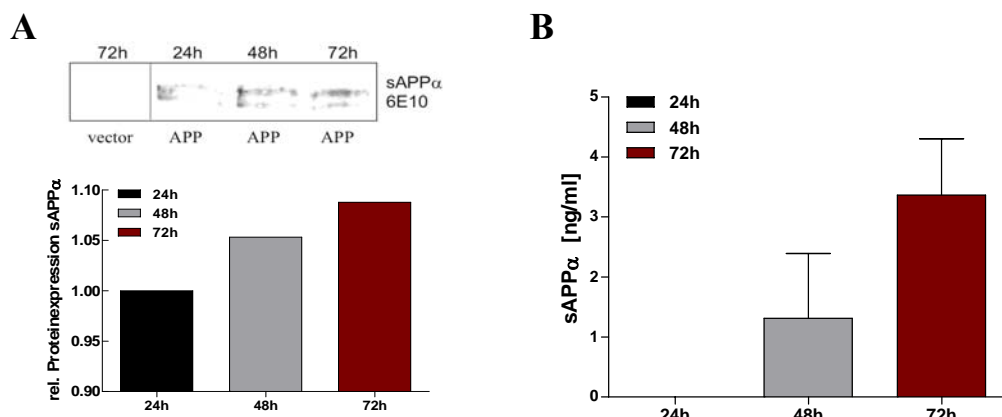 A
72h 24h 48h 72h
sAPPα
6E10
vector APP APP APP
rel. Proteinexpression sAPPα
1.10
1.05
1.00
0.95
0.90
24h
48h
72h
24h 48h 72h
B
sAPPα [ng/ml]
5
4
3
2
1
0
24h
48h
72h
24h 48h 72h